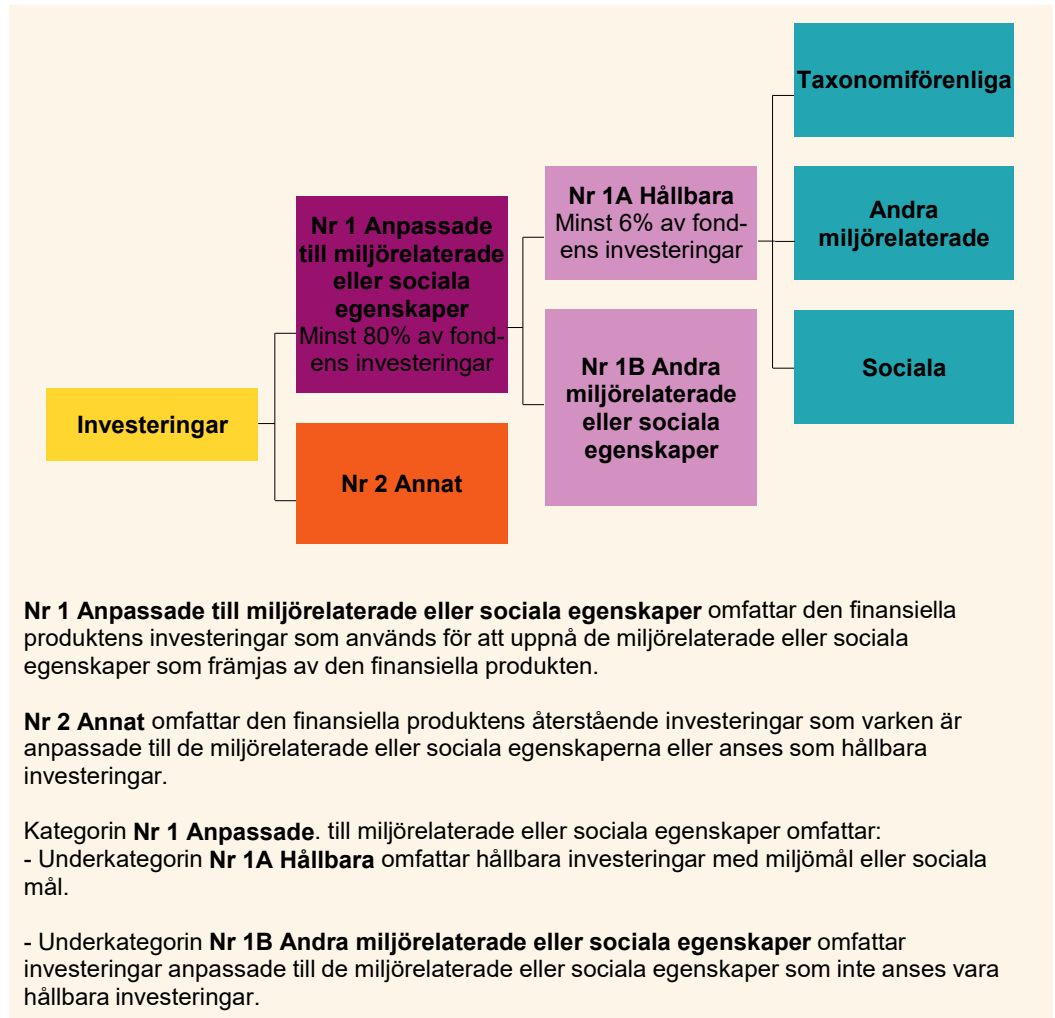 Taxonomiförenliga
Nr 1A Hållbara
Minst 6% av fond-
ens investeringar
Andra
miljörelaterade
Nr 1 Anpassade
till miljörelaterade
eller sociala
egenskaper
Minst 80% av fond-
ens investeringar
Nr 1B Andra
miljörelaterade
eller sociala
egenskaper
Sociala
Investeringar
Nr 2 Annat
Nr 1 Anpassade till miljörelaterade eller sociala egenskaper omfattar den finansiella
produktens investeringar som används för att uppnå de miljörelaterade eller sociala
egenskaper som främjas av den finansiella produkten.
Nr 2 Annat omfattar den finansiella produktens återstående investeringar som varken är
anpassade till de miljörelaterade eller sociala egenskaperna eller anses som hållbara
investeringar.
Kategorin Nr 1 Anpassade. till miljörelaterade eller sociala egenskaper omfattar:
- Underkategorin Nr 1A Hållbara omfattar hållbara investeringar med miljömål eller sociala
mål.
- Underkategorin Nr 1B Andra miljörelaterade eller sociala egenskaper omfattar
investeringar anpassade till de miljörelaterade eller sociala egenskaper som inte anses vara
hållbara investeringar.